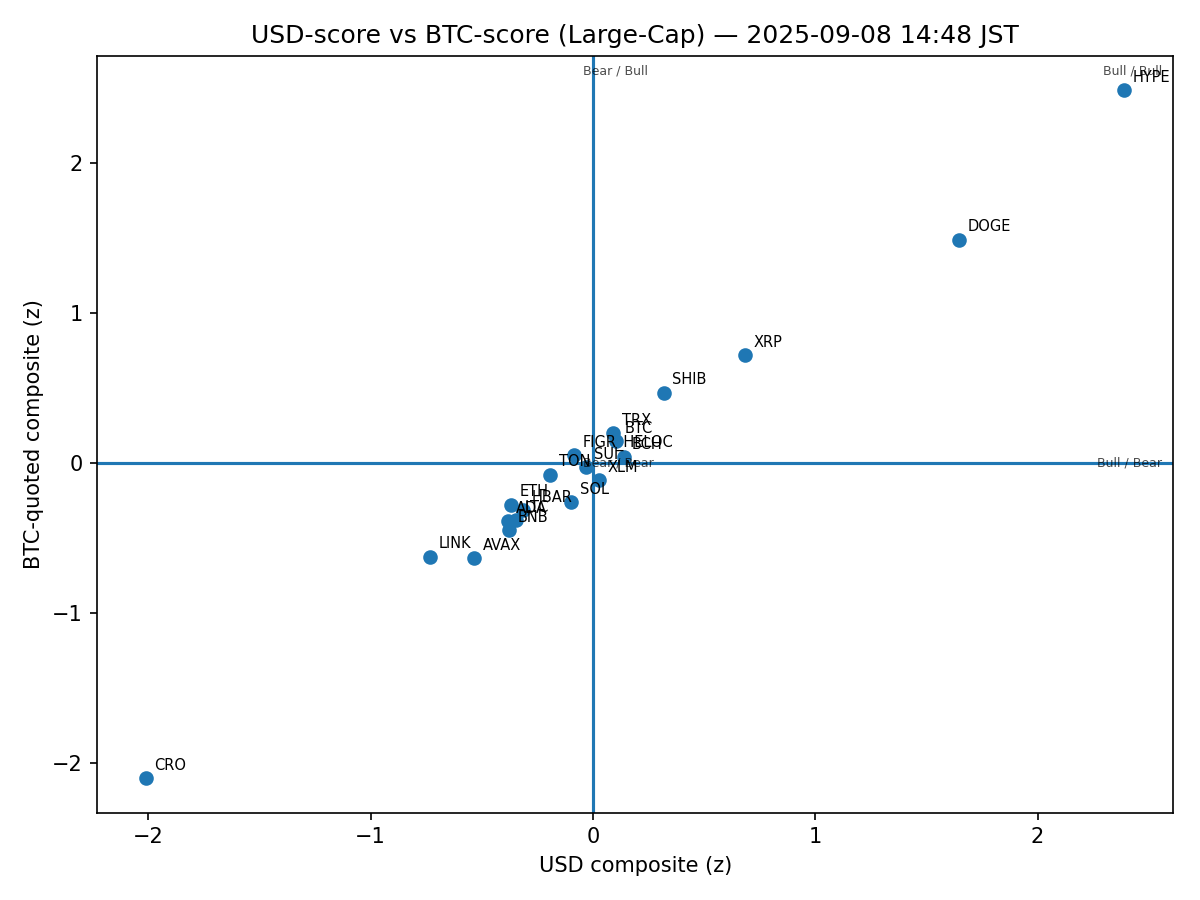 USD-score vs BTC-score (Large-Cap) — 2025-09-08 14:48 JST
Bear / Bull
Bull / Bull
HYPE
2
DOGE
1
XRP
SHIB
TRX
BTC
FIGR_HELOC
BCH
SUI
0
TON
Bear / Bear
Bull / Bear
XLM
SOL
ETH
HBAR
ADA
BNB
LINK
AVAX
−1
−2
CRO
−2
−1
0
1
2
USD composite (z)
BTC-quoted composite (z)